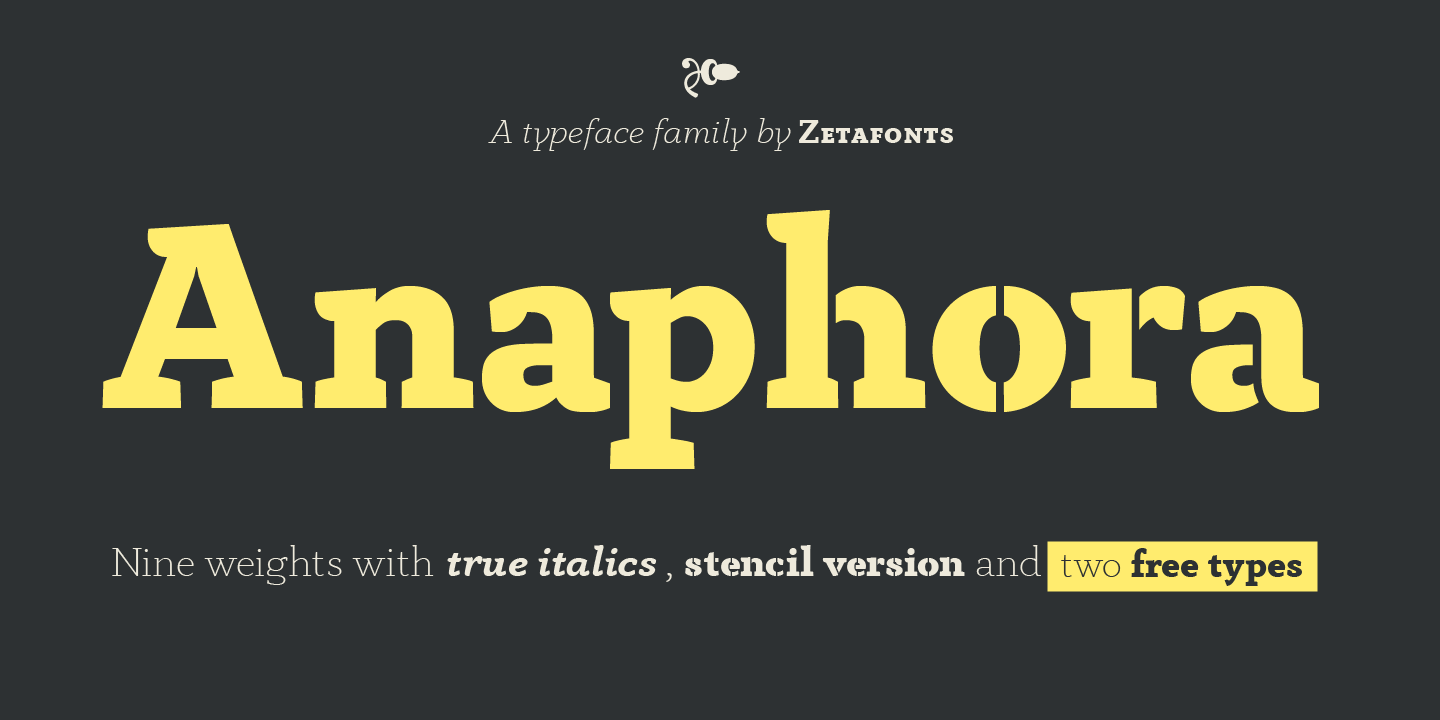 A typeface family by Zetafonts
Anaphora
Nine weights with true italics , stencil version and two free types